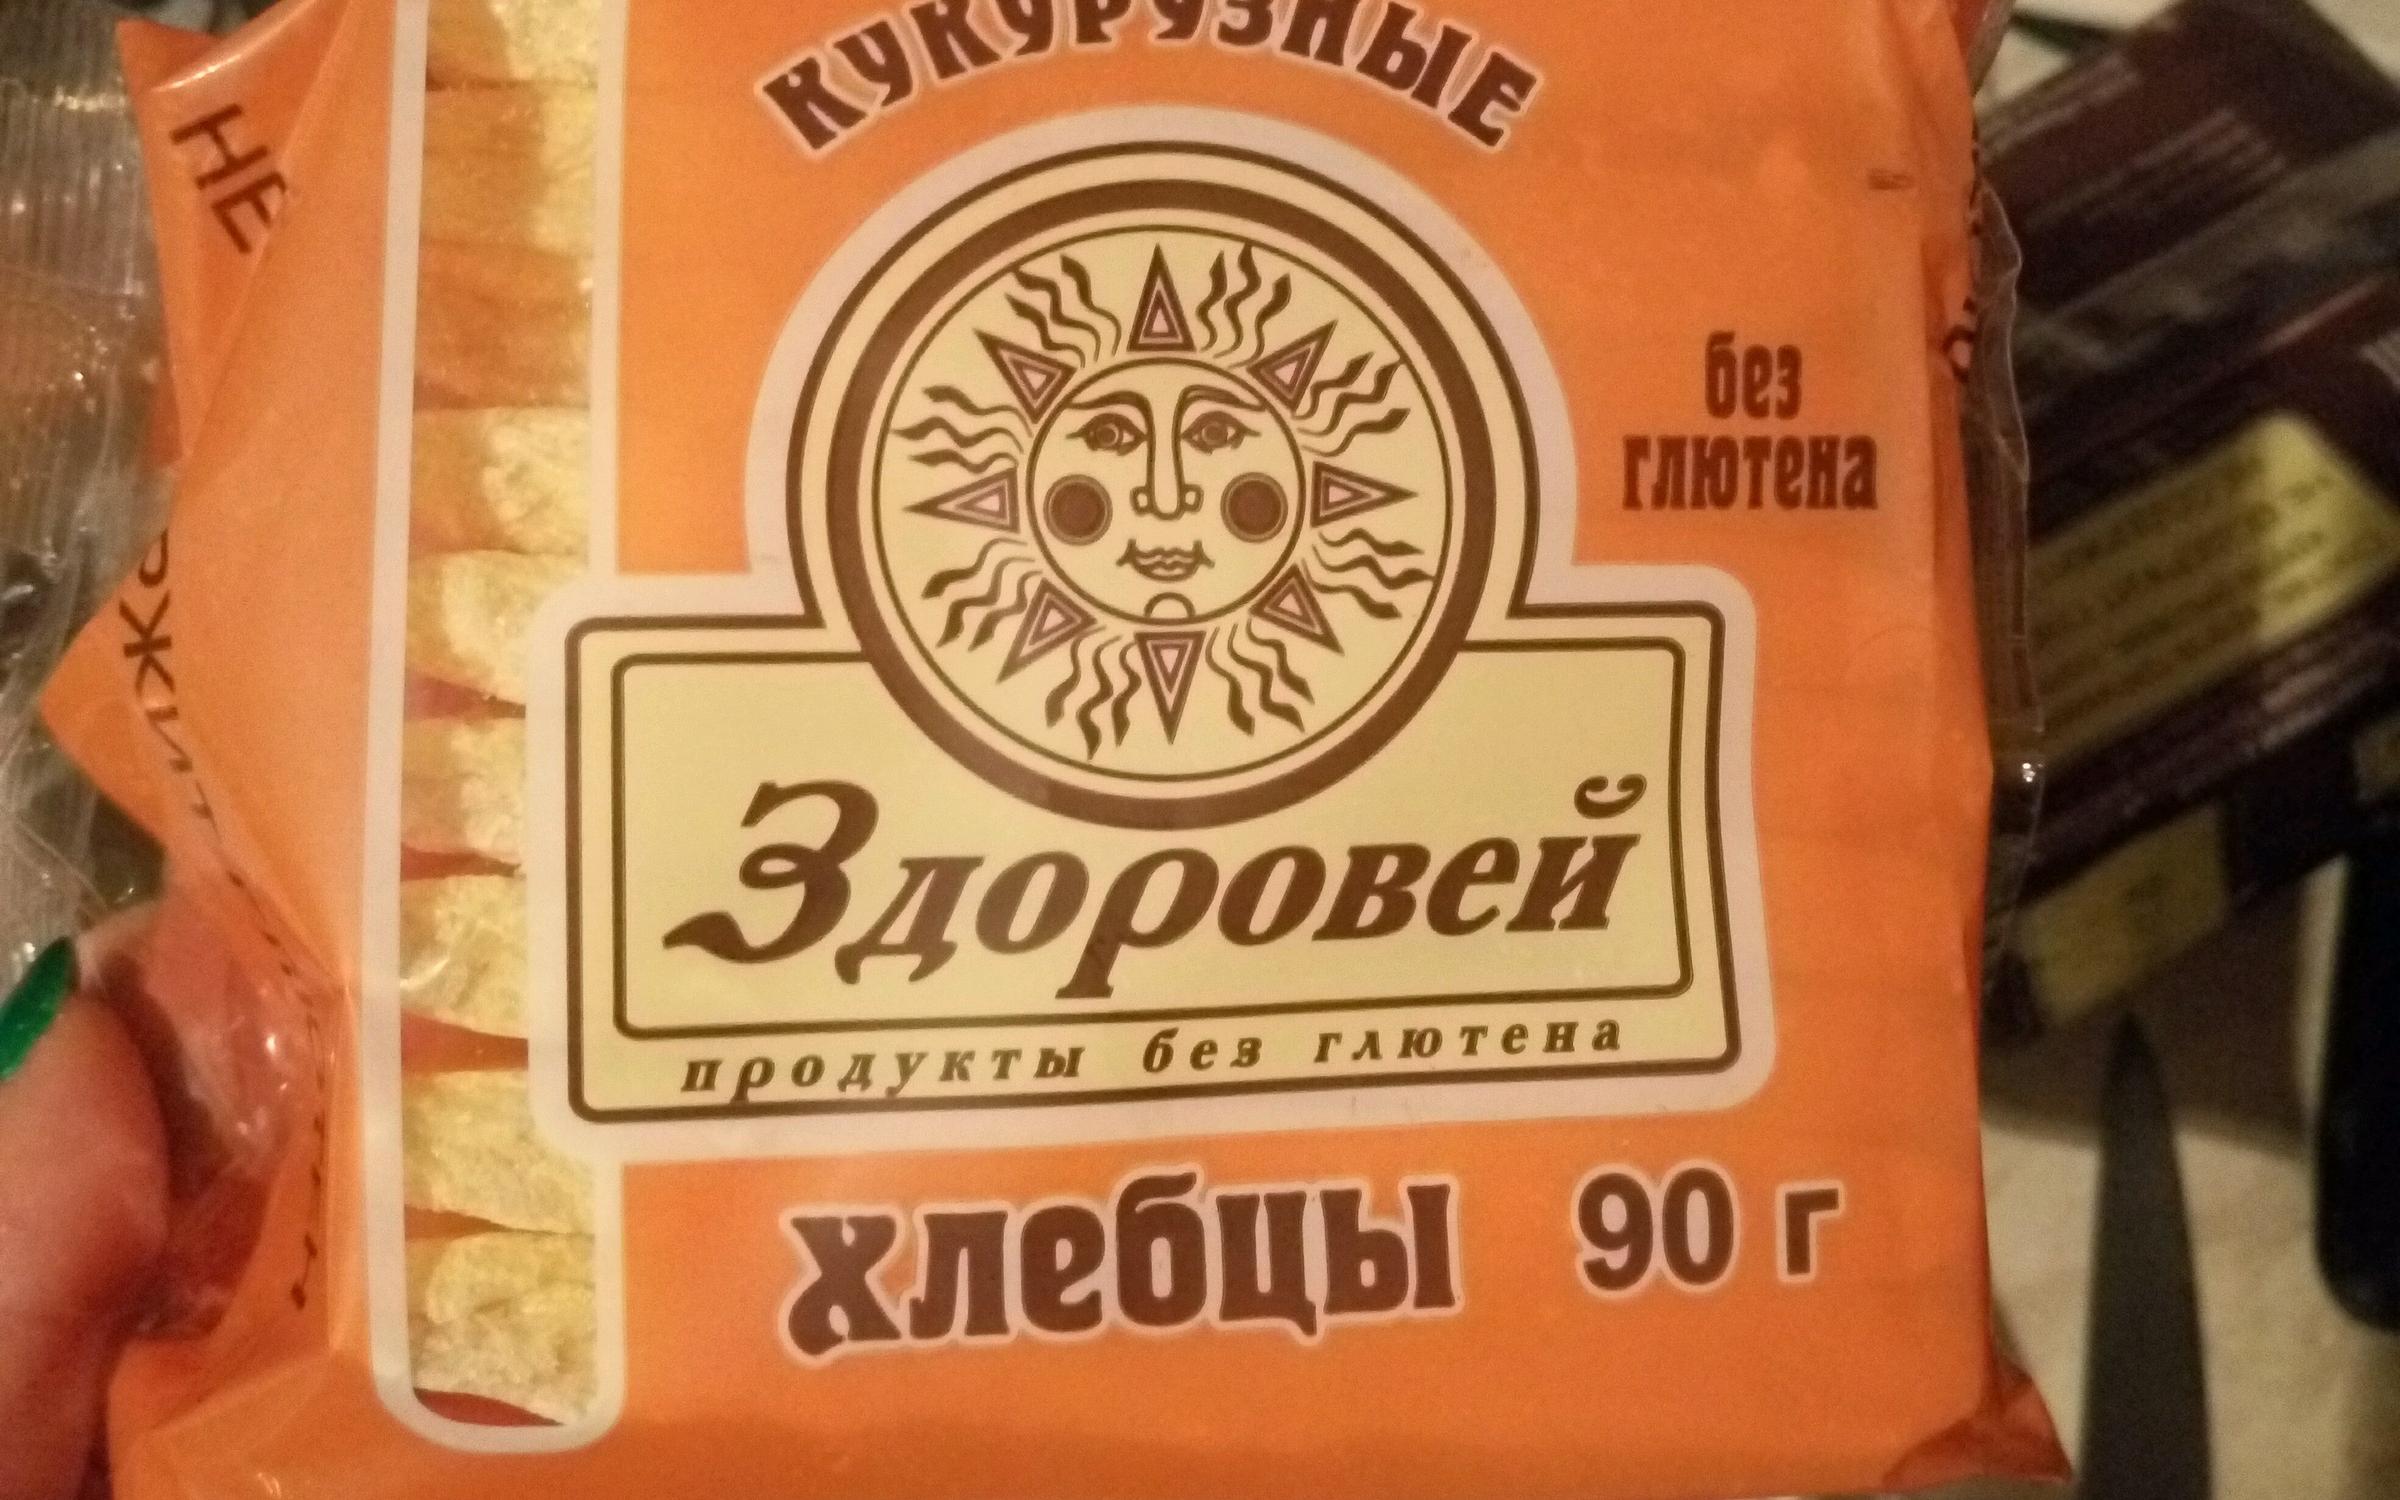 КУКУРУЗНЫЕ
НЕ
без
глютена
Здоровей
продукты без глютена
хлебцы 90 г